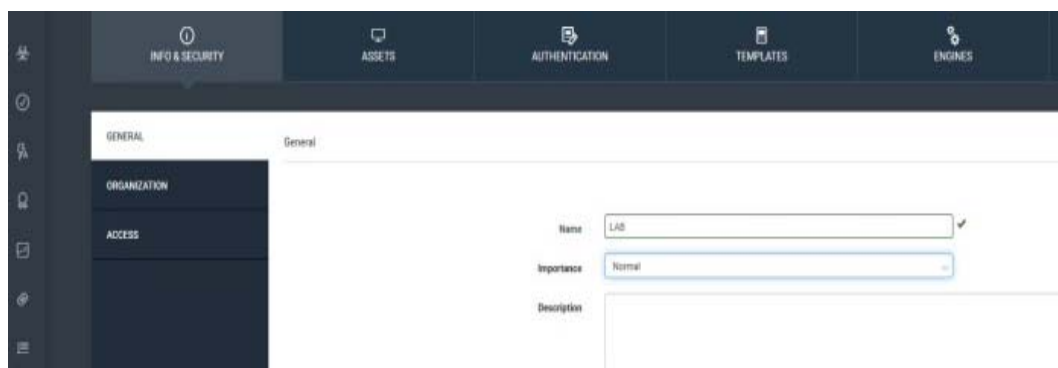 INFO & SECURITY
ASSETS
AUTHENTICATION
TEMPLATES
ENGINES
GENERAL
General
ORGANIZATION
ACCESS
Name LAB
Importance Normal
Description